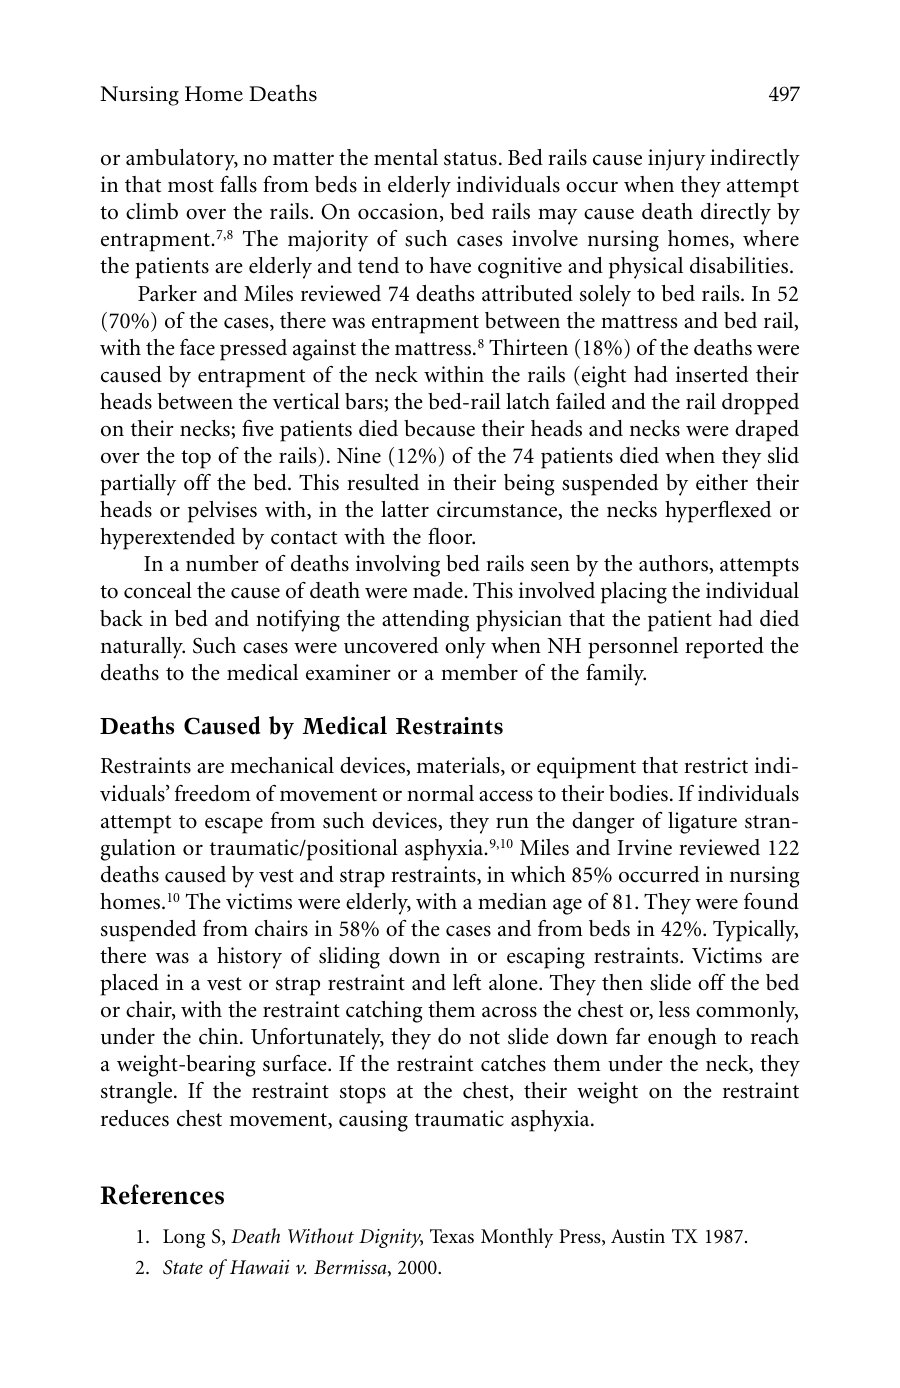 Nursing Home Deaths 497
or ambulatory, no matter the mental status. Bed rails cause injury indirectly
in that most falls from beds in elderly individuals occur when they attempt
to climb over the rails. On occasion, bed rails may cause death directly by
entrapment.7,8 The majority of such cases involve nursing homes, where
the patients are elderly and tend to have cognitive and physical disabilities.
Parker and Miles reviewed 74 deaths attributed solely to bed rails. In 52
(70%) of the cases, there was entrapment between the mattress and bed rail,
with the face pressed against the mattress.8 Thirteen (18%) of the deaths were
caused by entrapment of the neck within the rails (eight had inserted their
heads between the vertical bars; the bed-rail latch failed and the rail dropped
on their necks; five patients died because their heads and necks were draped
over the top of the rails). Nine (12%) of the 74 patients died when they slid
partially off the bed. This resulted in their being suspended by either their
heads or pelvises with, in the latter circumstance, the necks hyperflexed or
hyperextended by contact with the floor.
In a number of deaths involving bed rails seen by the authors, attempts
to conceal the cause of death were made. This involved placing the individual
back in bed and notifying the attending physician that the patient had died
naturally. Such cases were uncovered only when NH personnel reported the
deaths to the medical examiner or a member of the family.
Deaths Caused by Medical Restraints
Restraints are mechanical devices, materials, or equipment that restrict indi-
viduals' freedom of movement or normal access to their bodies. If individuals
attempt to escape from such devices, they run the danger of ligature stran-
gulation or traumatic/positional asphyxia.9,10 Miles and Irvine reviewed 122
deaths caused by vest and strap restraints, in which 85% occurred in nursing
homes.10 The victims were elderly, with a median age of 81. They were found
suspended from chairs in 58% of the cases and from beds in 42%. Typically,
there was a history of sliding down in or escaping restraints. Victims are
placed in a vest or strap restraint and left alone. They then slide off the bed
or chair, with the restraint catching them across the chest or, less commonly,
under the chin. Unfortunately, they do not slide down far enough to reach
a weight-bearing surface. If the restraint catches them under the neck, they
strangle. If the restraint stops at the chest, their weight on the restraint
reduces chest movement, causing traumatic asphyxia.
References
1. Long S, Death Without Dignity, Texas Monthly Press, Austin TX 1987.
2. State of Hawaii v. Bermissa, 2000.